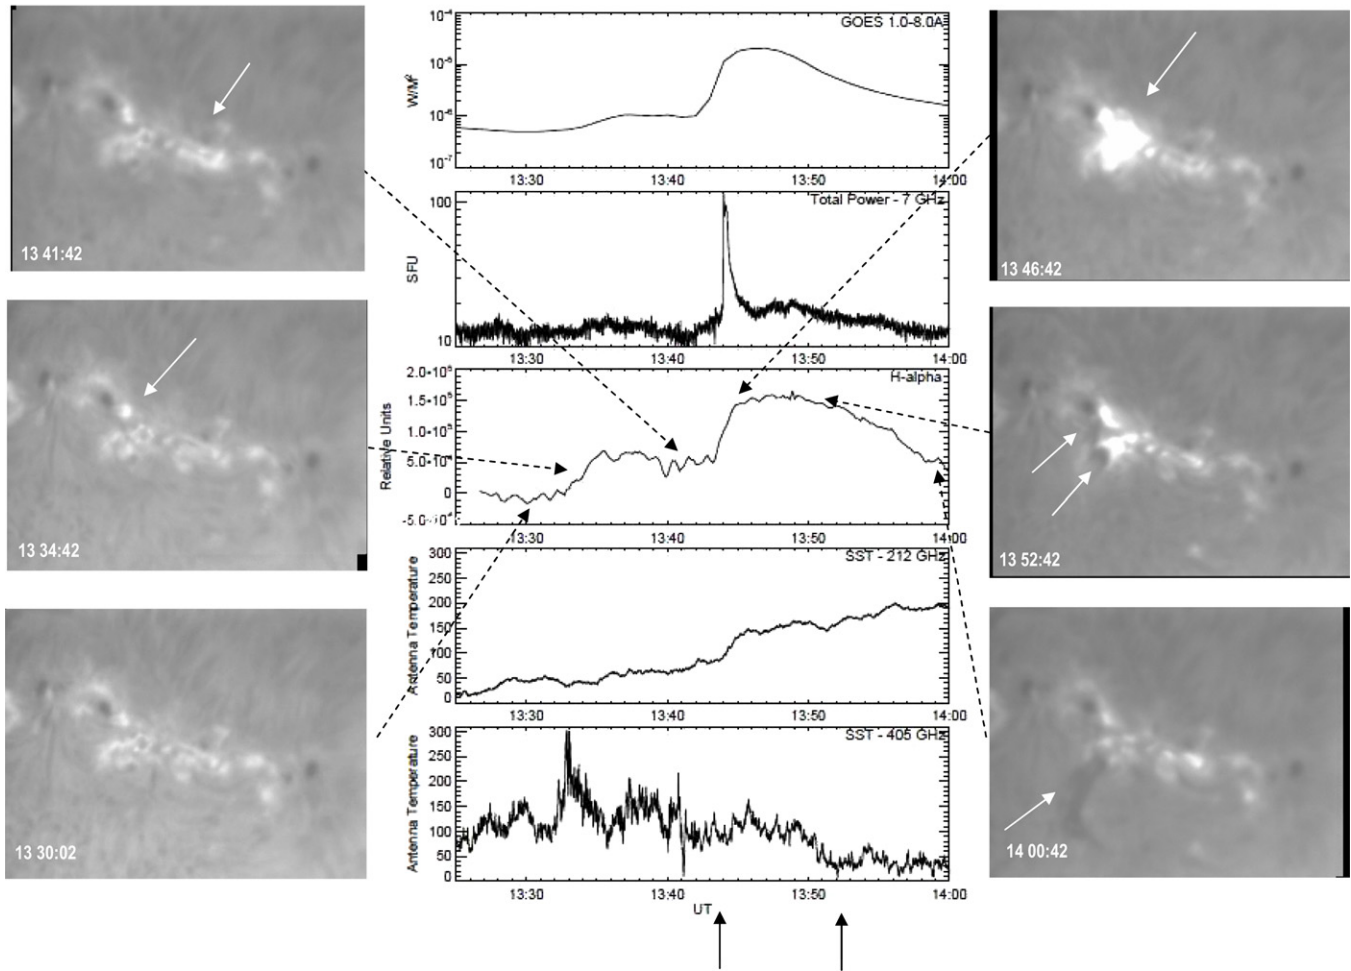 13 41:42
13 34:42
13 30:02
GOES 1.0-8.0A
W/M²
10⁻⁴
10⁻⁵
10⁻⁶
10⁻⁷
13:30 13:40 13:50 14:00
Total Power - 7 GHz
SFU
100
10
13:30 13:40 13:50 14:00
H-alpha
Relative Units
1.0•10⁵
0
13:30 13:40 13:50 14:00
SST - 212 GHz
Antenna Temperature
300
250
200
150
100
50
0
13:30 13:40 13:50 14:00
SST - 405 GHz
Antenna Temperature
300
250
200
150
100
50
0
13:30 13:40 13:50 14:00
UT
13 46:42
13 52:42
14 00:42